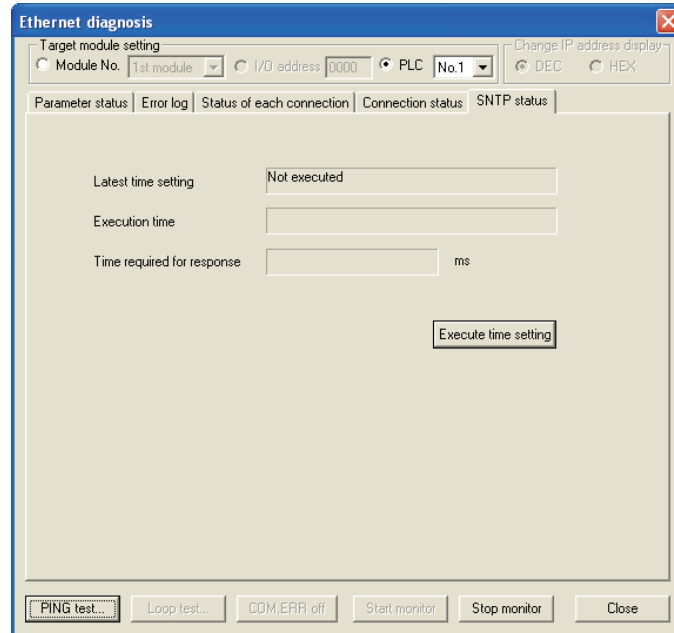 Ethernet diagnosis
Target module setting
Change IP address display
Module No. 1st module I/O address 0000 PLC No.1 DEC HEX
Parameter status Error log Status of each connection Connection status SNTP status
Latest time setting Not executed
Execution time
Time required for response ms
Execute time setting
PING test... Loop test... COM.ERR off Start monitor Stop monitor Close